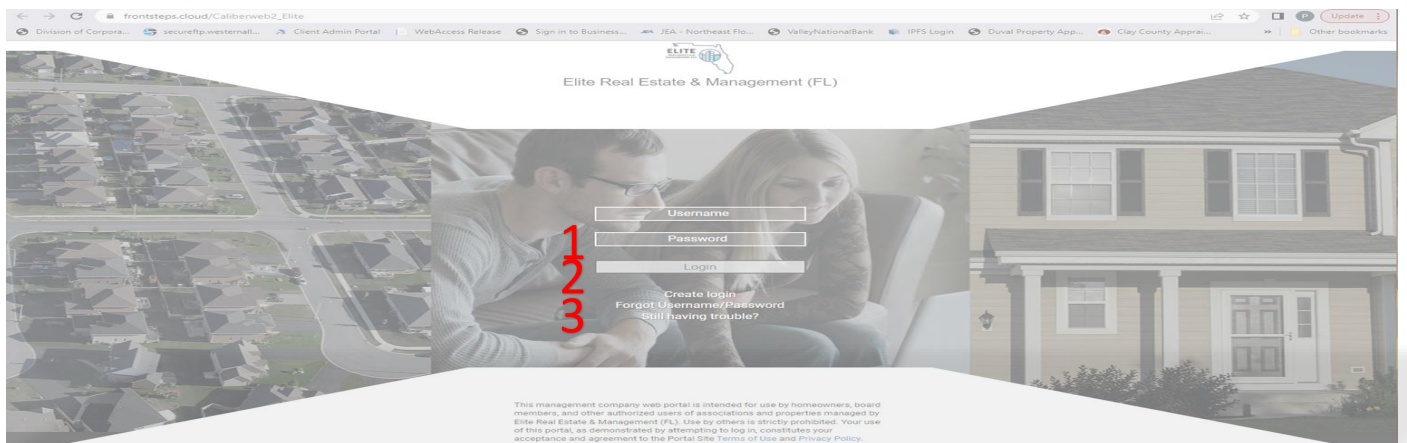 frontsteps.cloud/Caliberweb2_Elite
Update
Division of Corpora... secureftp.westernall... Client Admin Portal WebAccess Release Sign in to Business... JEA - Northeast Flo... ValleyNationalBank IPFS Login Duval Property App... Clay County Apprai... » Other bookmarks
ELITE
Elite Real Estate & Management (FL)
Username
1
Password
2
Login
Create login
Forgot Username/Password
3
Still having trouble?
This management company web portal is intended for use by homeowners, board
members, and other authorized users of associations and properties managed by
Elite Real Estate & Management (FL). Use by others is strictly prohibited. Your use
of this portal, as demonstrated by attempting to log in, constitutes your
acceptance and agreement to the Portal Site Terms of Use and Privacy Policy.